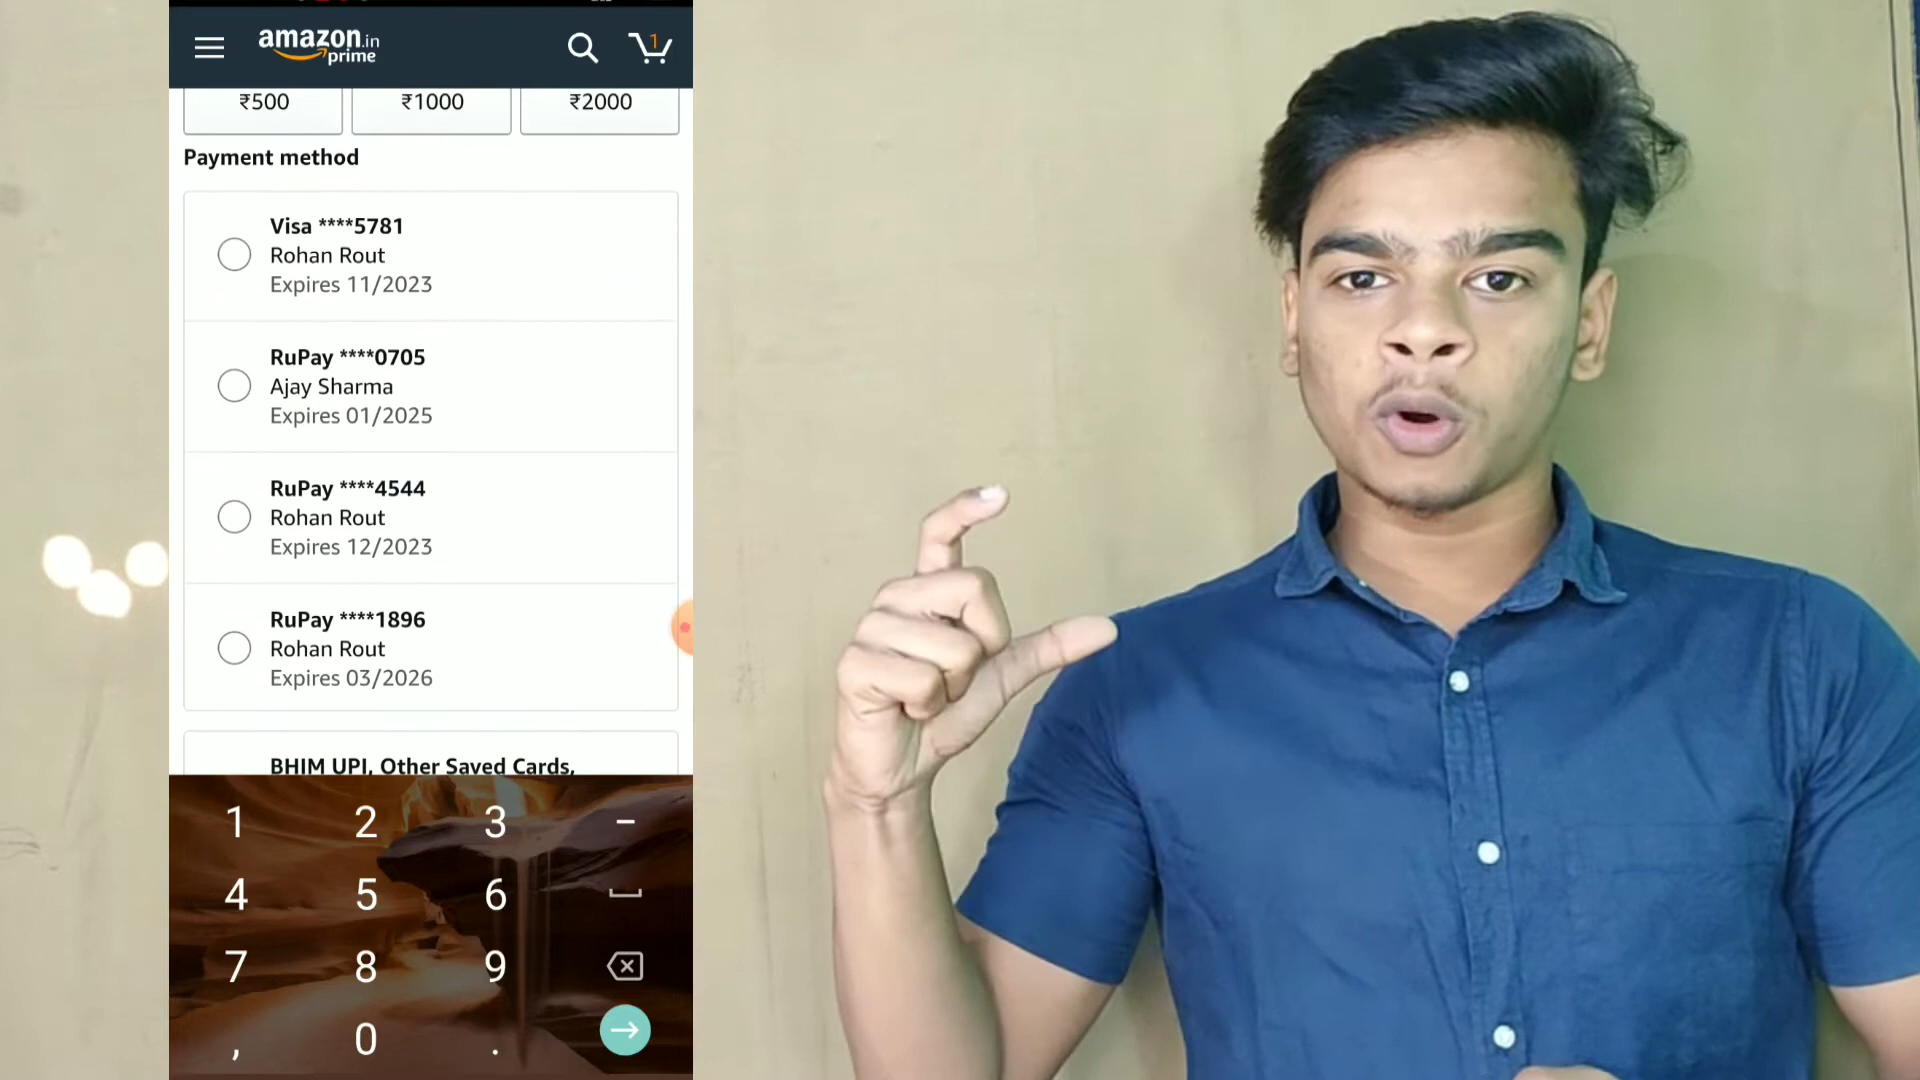 amazon.in
prime
1
₹500
₹1000
₹2000
Payment method
Visa ****5781
Rohan Rout
Expires 11/2023
RuPay ****0705
Ajay Sharma
Expires 01/2025
RuPay ****4544
Rohan Rout
Expires 12/2023
RuPay ****1896
Rohan Rout
Expires 03/2026
BHIM UPI, Other Saved Cards,
1 2 3 –
4 5 6
7 8 9
, 0 .